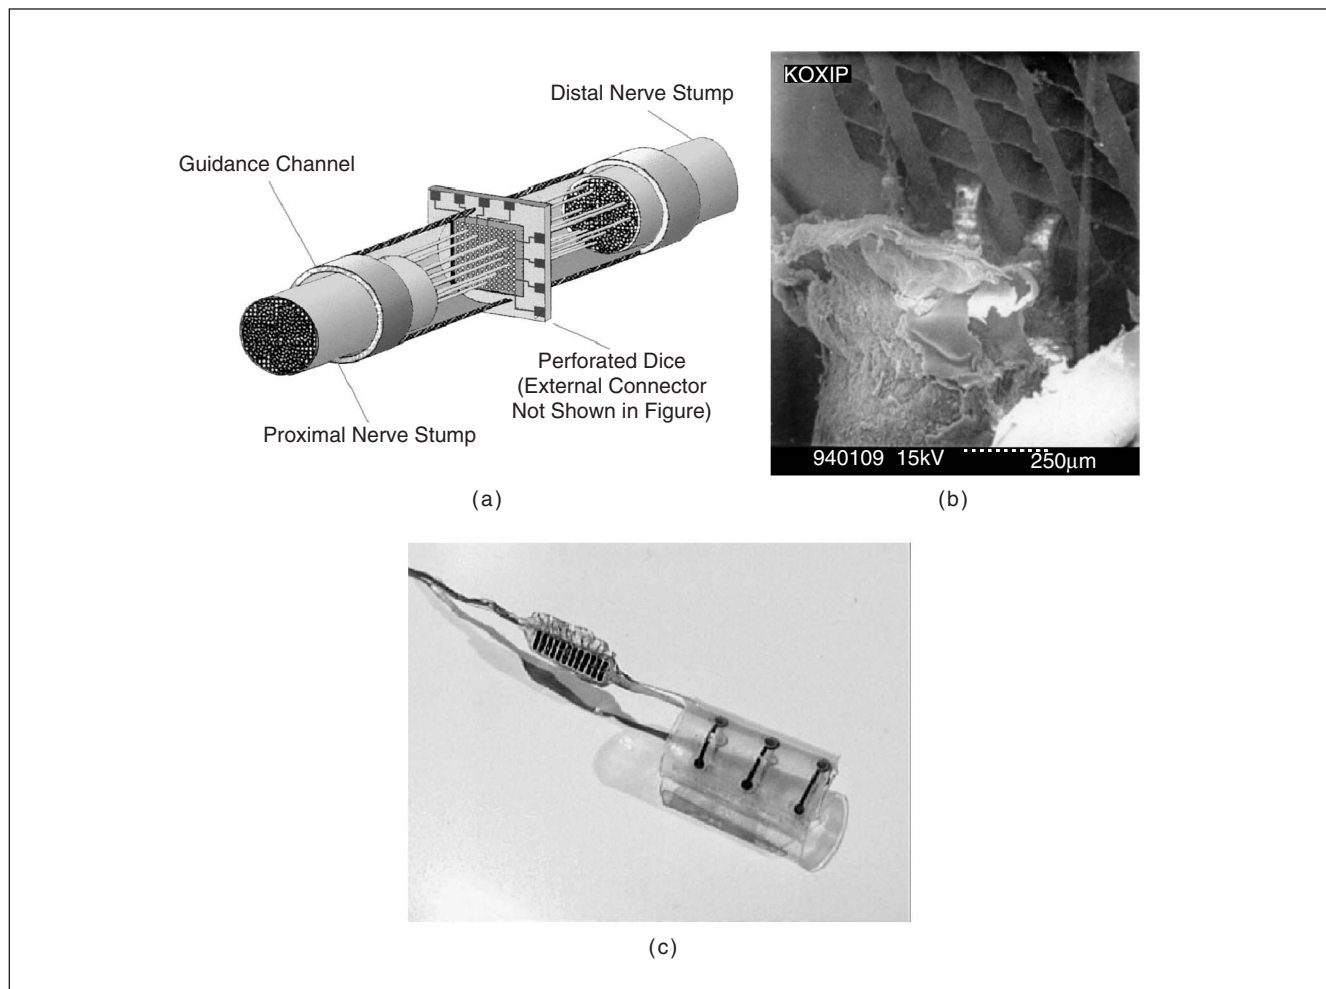 Distal Nerve Stump
Guidance Channel
Perforated Dice
(External Connector
Not Shown in Figure)
Proximal Nerve Stump
(a)
KOXIP
940109 15kV 250μm
(b)
(c)